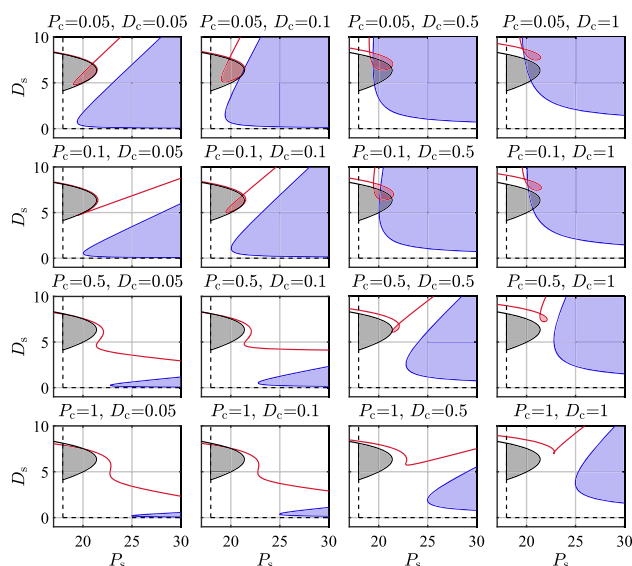 P_c=0.05, D_c=0.05 P_c=0.05, D_c=0.1 P_c=0.05, D_c=0.5 P_c=0.05, D_c=1
10
5
0
D_s
P_c=0.1, D_c=0.05 P_c=0.1, D_c=0.1 P_c=0.1, D_c=0.5 P_c=0.1, D_c=1
10
5
0
D_s
P_c=0.5, D_c=0.05 P_c=0.5, D_c=0.1 P_c=0.5, D_c=0.5 P_c=0.5, D_c=1
10
5
0
D_s
P_c=1, D_c=0.05 P_c=1, D_c=0.1 P_c=1, D_c=0.5 P_c=1, D_c=1
10
5
0
D_s
20 25 30 20 25 30 20 25 30 20 25 30
P_s P_s P_s P_s